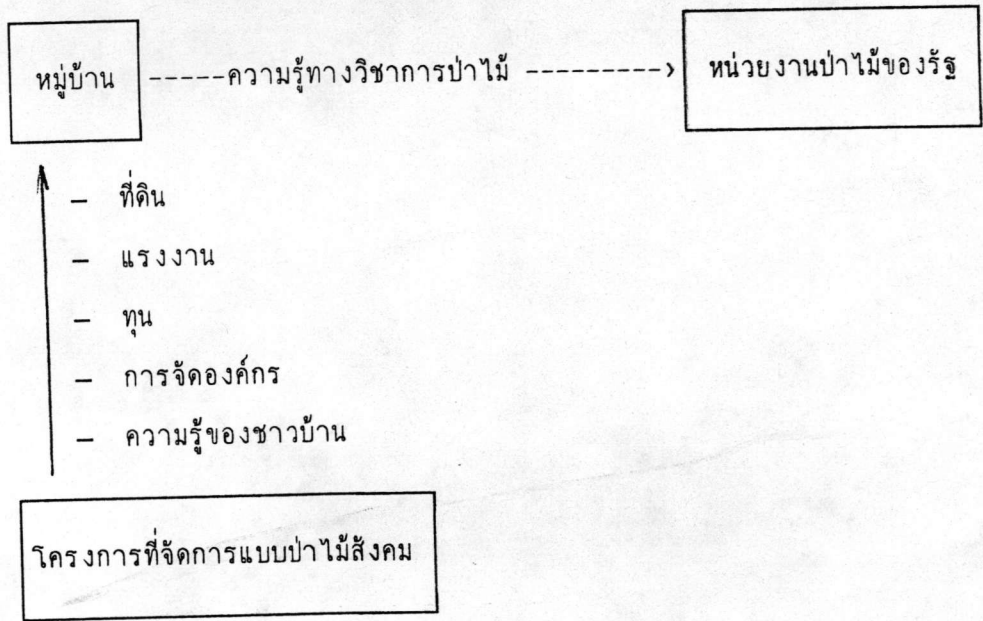 หมู่บ้าน -----ความรู้ทางวิชาการป่าไม้ ----------> หน่วยงานป่าไม้ของรัฐ
- ที่ดิน
- แรงงาน
- ทุน
- การจัดองค์กร
- ความรู้ของชาวบ้าน
โครงการที่จัดการแบบป่าไม้สังคม